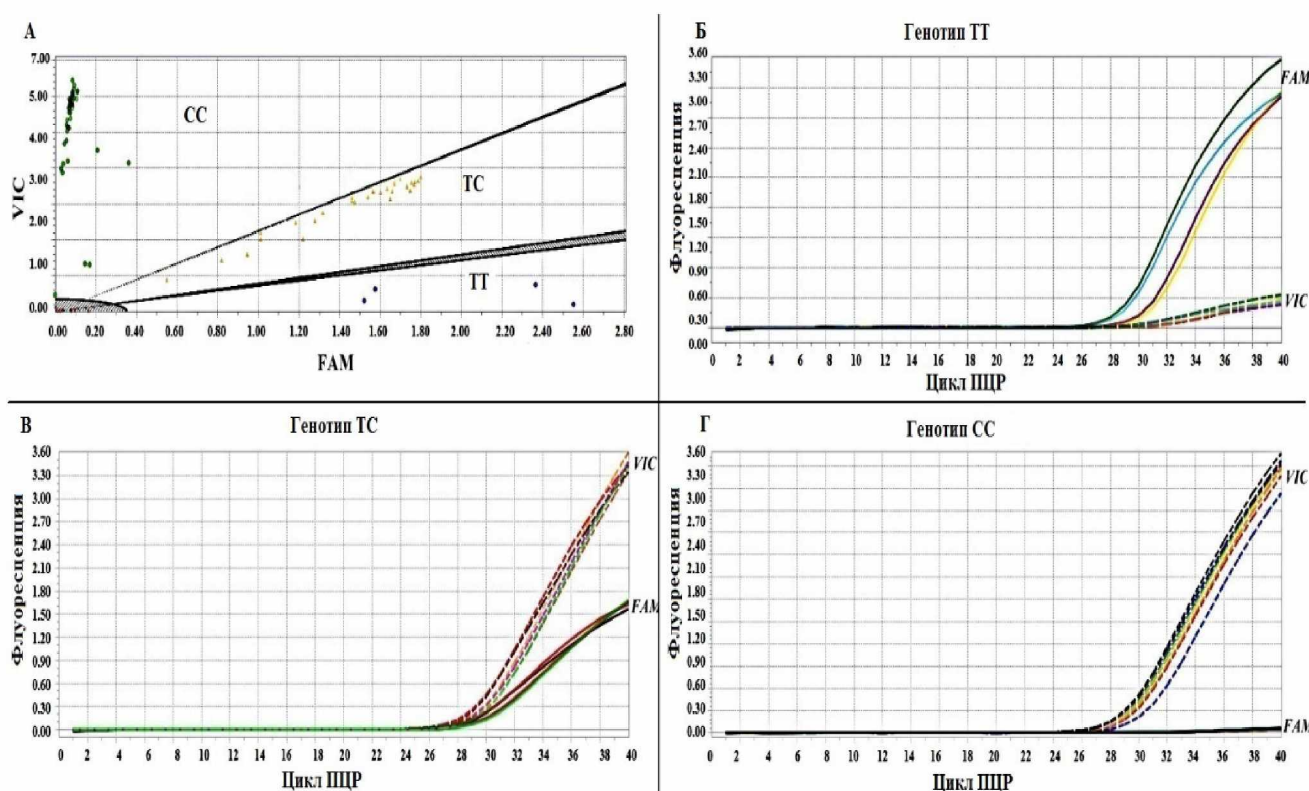 А
7.00
5.00
4.00
3.00
2.00
1.00
0.00
VIC
CC
TC
TT
0.00 0.20 0.40 0.60 0.80 1.00 1.20 1.40 1.60 1.80 2.00 2.20 2.40 2.60 2.80
FAM
Б
Генотип ТТ
3.60
3.30
3.00
2.70
2.40
2.10
1.80
1.50
1.20
0.90
0.60
0.30
0.00
Флуоресценция
FAM
VIC
0 2 4 6 8 10 12 14 16 18 20 22 24 26 28 30 32 34 36 38 40
Цикл ПЦР
В
Генотип ТС
3.60
3.30
3.00
2.70
2.40
2.10
1.80
1.50
1.20
0.90
0.60
0.30
0.00
Флуоресценция
VIC
FAM
0 2 4 6 8 10 12 14 16 18 20 22 24 26 28 30 32 34 36 38 40
Цикл ПЦР
Г
Генотип СС
3.60
3.30
3.00
2.70
2.40
2.10
1.80
1.50
1.20
0.90
0.60
0.30
0.00
Флуоресценция
VIC
FAM
0 2 4 6 8 10 12 14 16 18 20 22 24 26 28 30 32 34 36 38 40
Цикл ПЦР